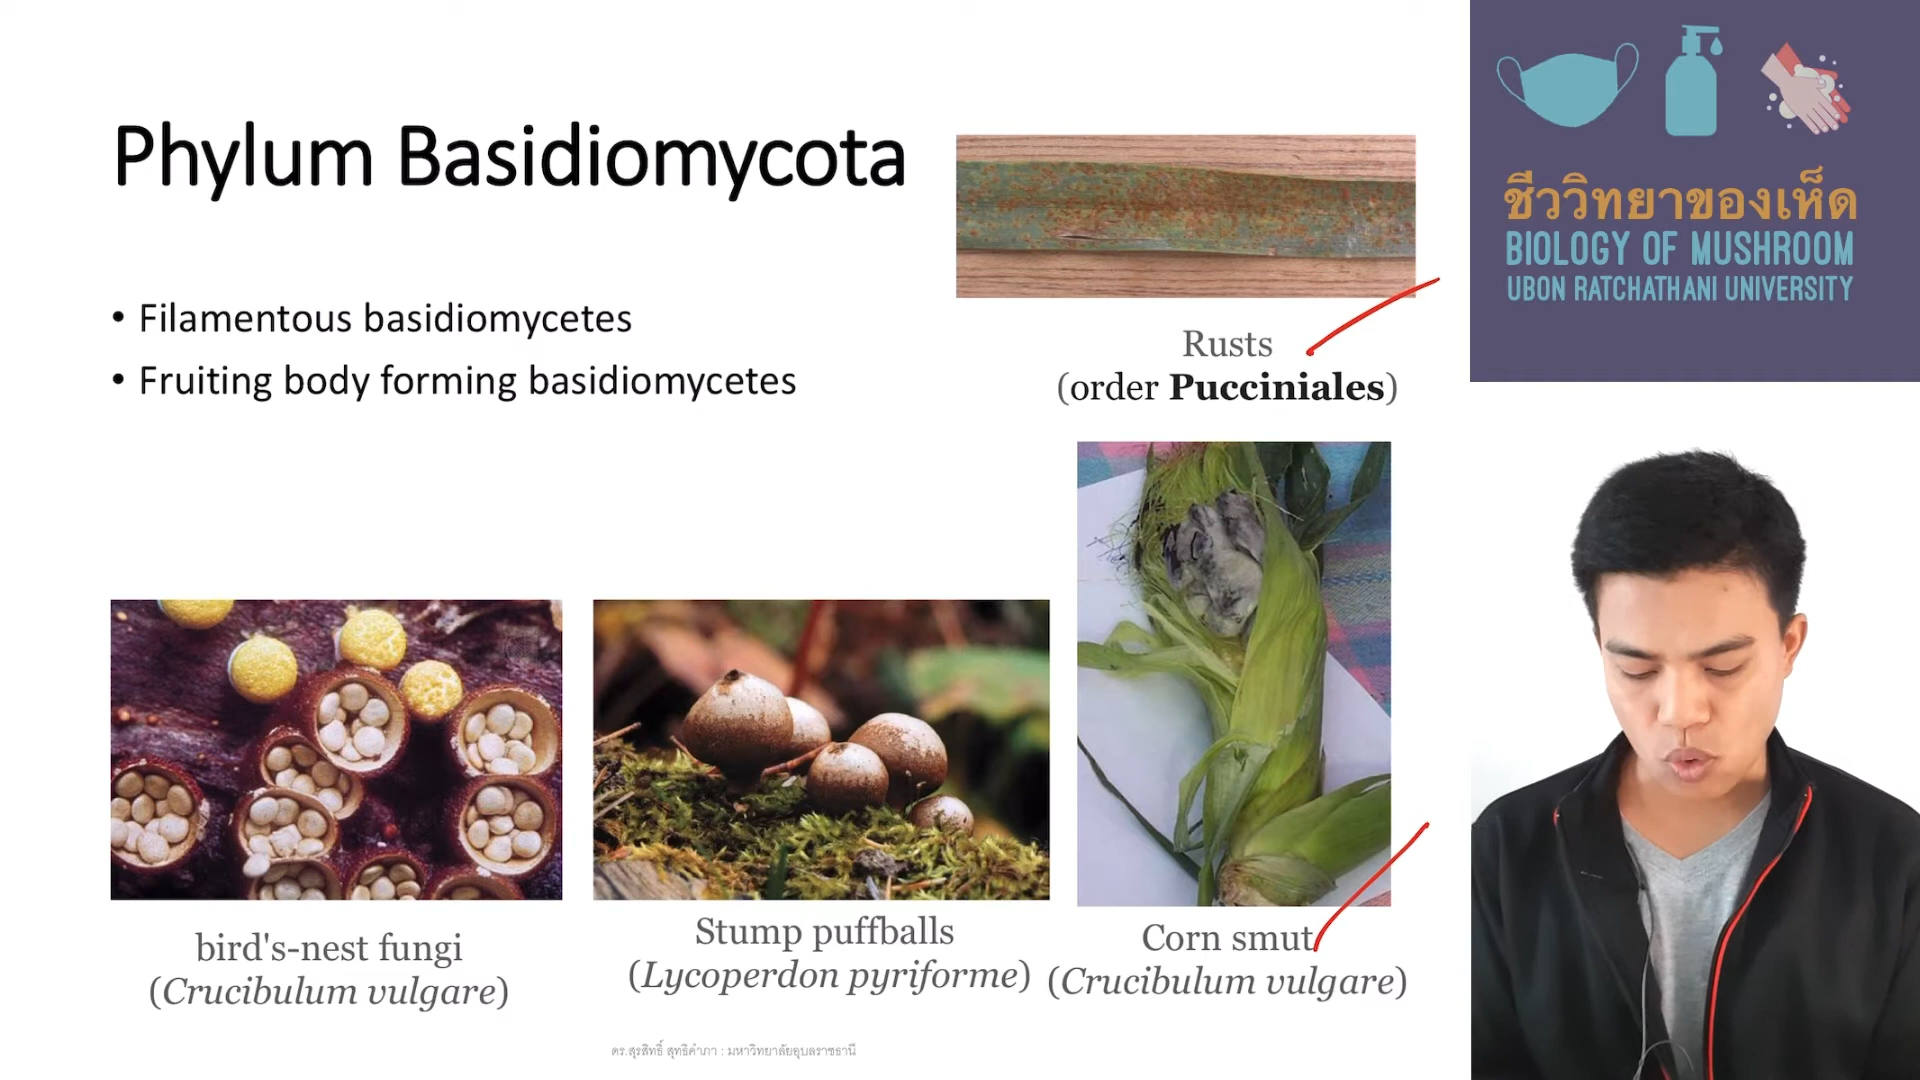 Phylum Basidiomycota
• Filamentous basidiomycetes
• Fruiting body forming basidiomycetes
Rusts
(order Pucciniales)
bird's-nest fungi
(Crucibulum vulgare)
Stump puffballs
(Lycoperdon pyriforme)
Corn smut
(Crucibulum vulgare)
ดร.สุรสิทธิ์ สุทธิคำภา : มหาวิทยาลัยอุบลราชธานี
ชีววิทยาของเห็ด
BIOLOGY OF MUSHROOM
UBON RATCHATHANI UNIVERSITY